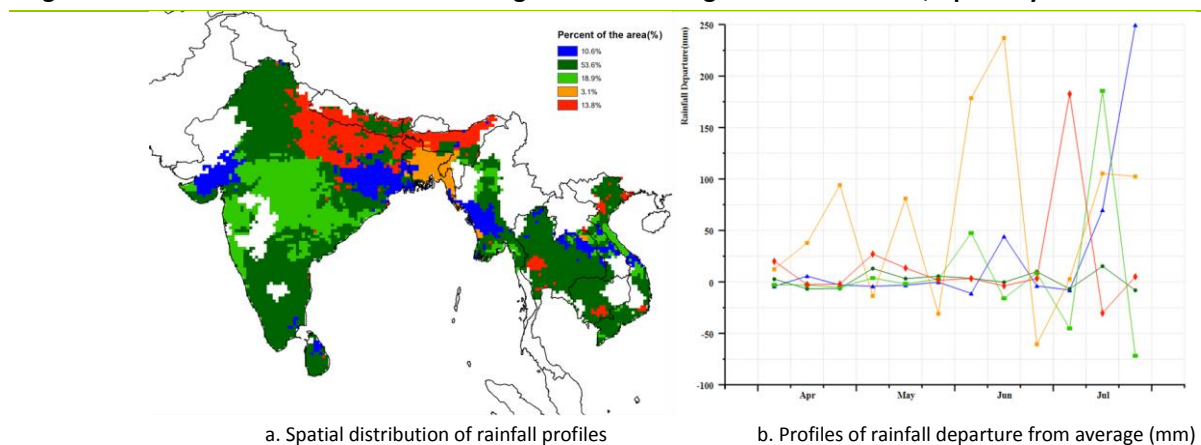 Percent of the area(%)
10.6%
53.6%
18.9%
3.1%
13.8%
Rainfall Departure(mm)
250
200
150
100
50
0
-50
-100
Apr
May
Jun
Jul
a. Spatial distribution of rainfall profiles
b. Profiles of rainfall departure from average (mm)